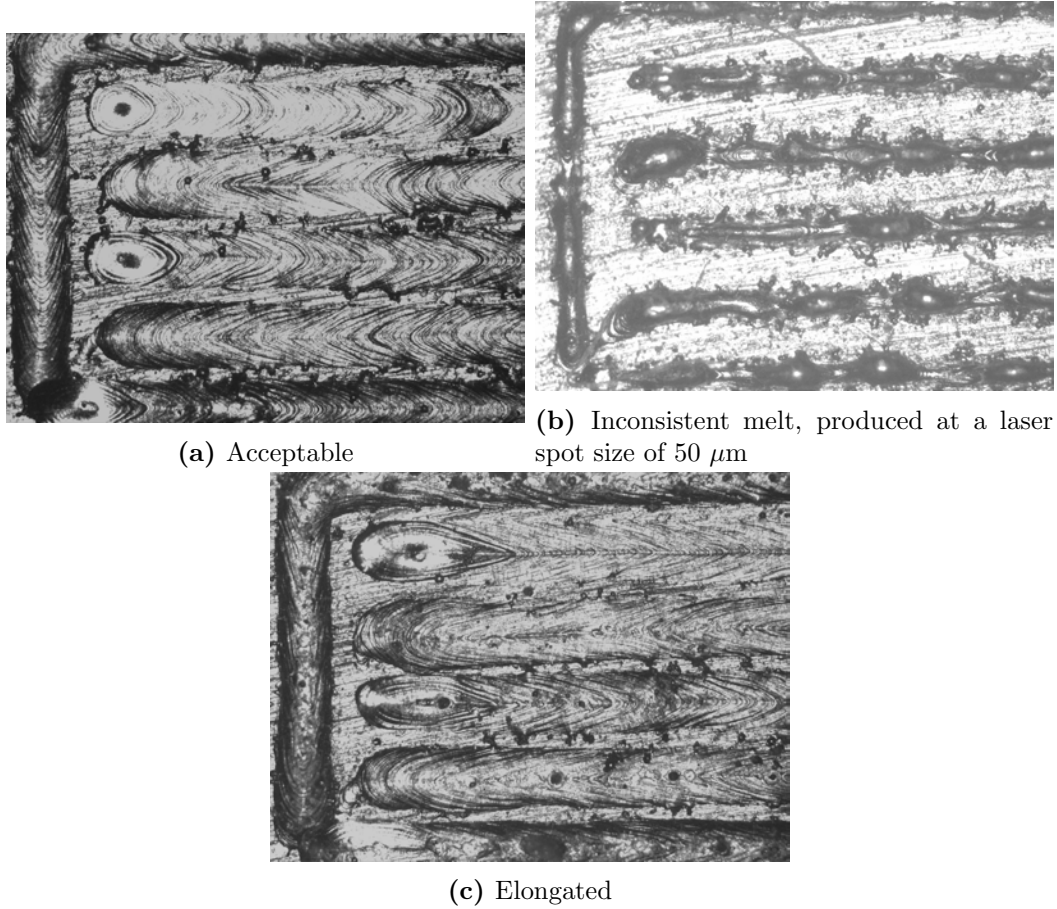 (a) Acceptable
(b) Inconsistent melt, produced at a laser
spot size of 50 μm
(c) Elongated